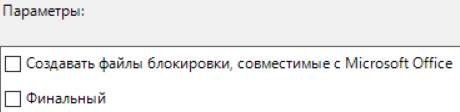 Параметры:
Создавать файлы блокировки, совместимые с Microsoft Office
Финальный